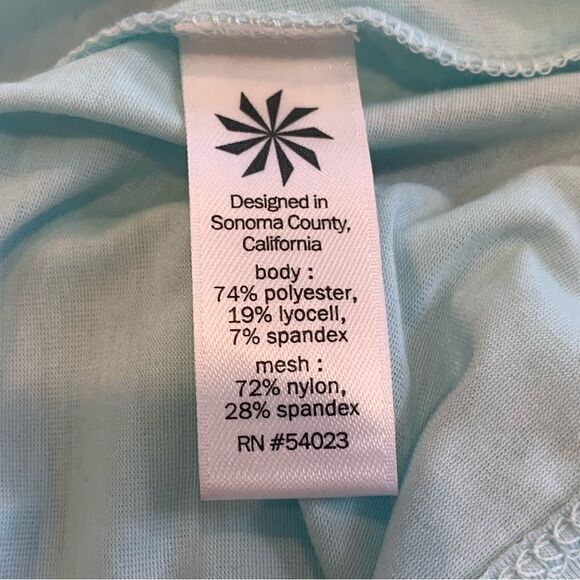 Designed in
Sonoma County,
California
body :
74% polyester,
19% lyocell,
7% spandex
mesh :
72% nylon,
28% spandex
RN #54023